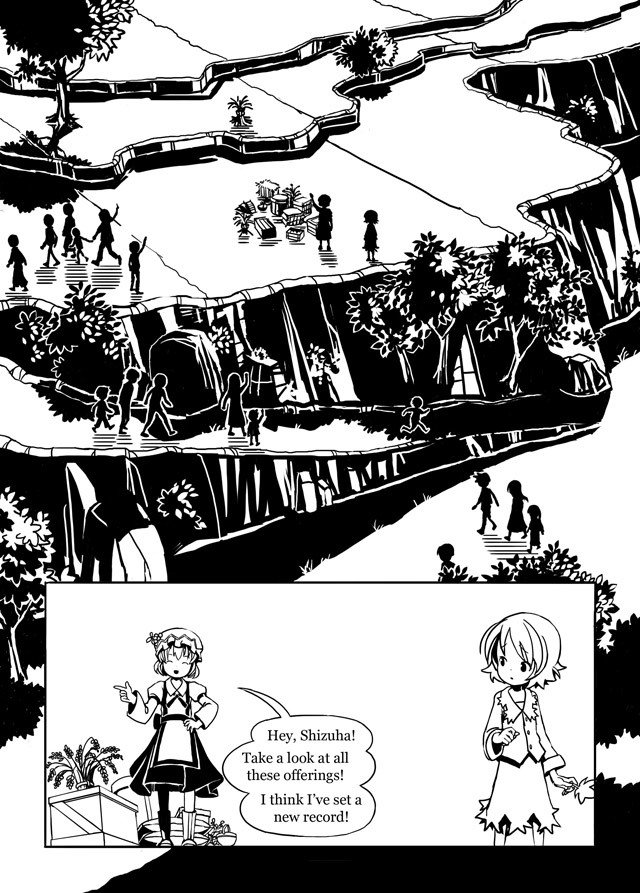 Hey, Shizuha!
Take a look at all
these offerings!
I think I've set a
new record!